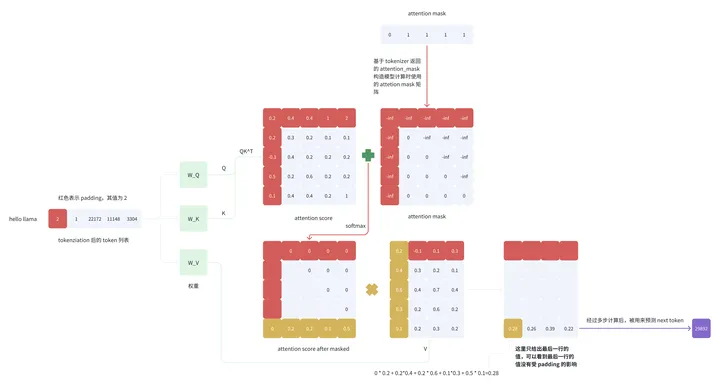 attention mask
0 1 1 1 1
基于 tokenizer 返回
的 attention_mask
构造模型计算时使用
的 attetion mask 矩
阵
0.2 0.4 0.4 1 2
0.2 0.3 0.2 0.1 0.1
-0.3 0.4 0.2 0.2 0.2
0.5 0.2 0.6 0.2 0.2
0.1 0.4 0.4 0.2 1
-inf -inf -inf -inf -inf
-inf 0 -inf -inf -inf
-inf 0 0 -inf -inf
-inf 0 0 0 -inf
-inf 0 0 0 0
QK^T
Q
W_Q
K
W_K
W_V
权重
红色表示 padding，其值为 2
hello llama
2 1 22172 11148 3304
tokenziation 后的 token 列表
attention score
attention mask
softmax
0 0 0 0
0 0 0
0 0
0
0 0.2 0.2 0.1 0.5
attention score after masked
0.2 -0.1 0.1 0.3
0.4 0.3 0.2 0.1
0.6 0.4 0.7 0.4
0.3 0.2 0.6 0.2
0.1 0.2 0.3 0.2
V
0.28 0.26 0.39 0.22
经过多步计算后，被用来预测 next token
29892
这里只给出最后一行的
值，可以看到最后一行的
值没有受 padding 的影响
0 * 0.2 + 0.2*0.4 + 0.2 * 0.6 + 0.1*0.3 + 0.5 * 0.1=0.28